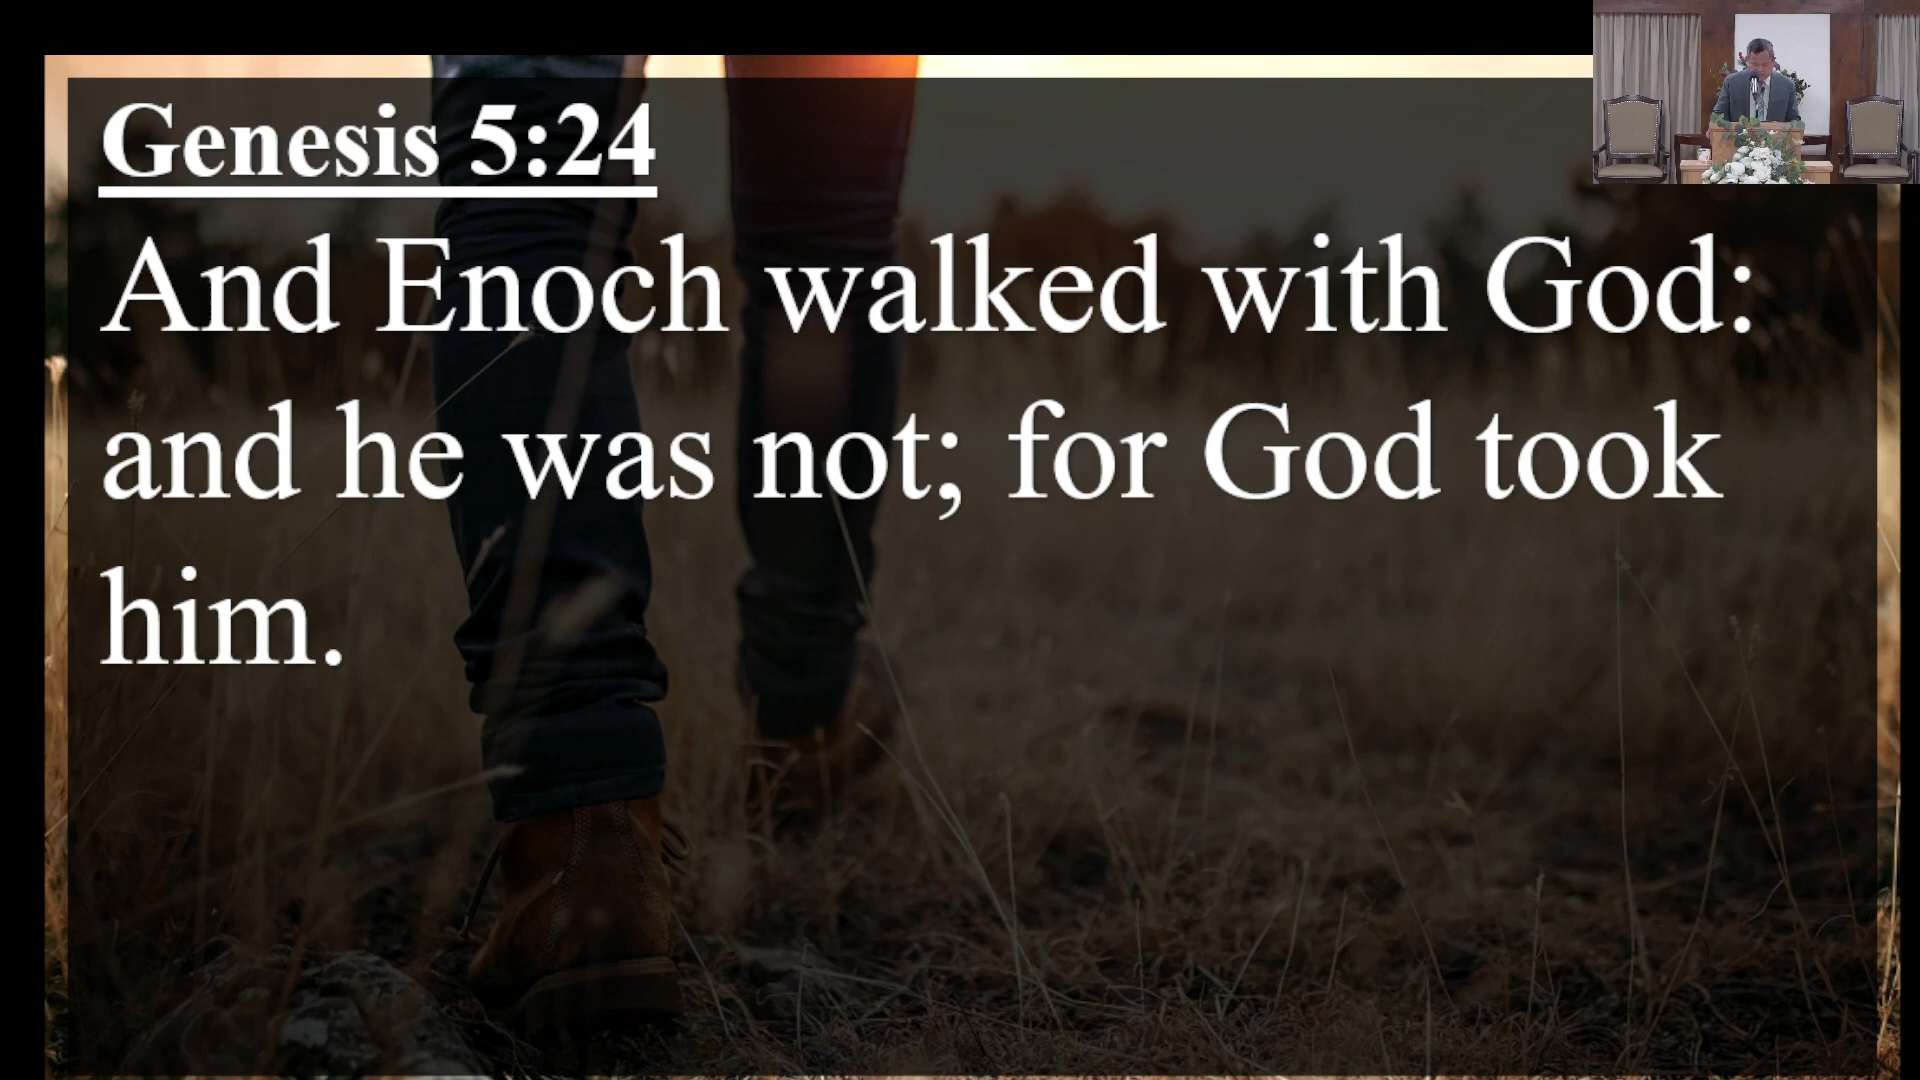 Genesis 5:24
And Enoch walked with God:
and he was not; for God took
him.